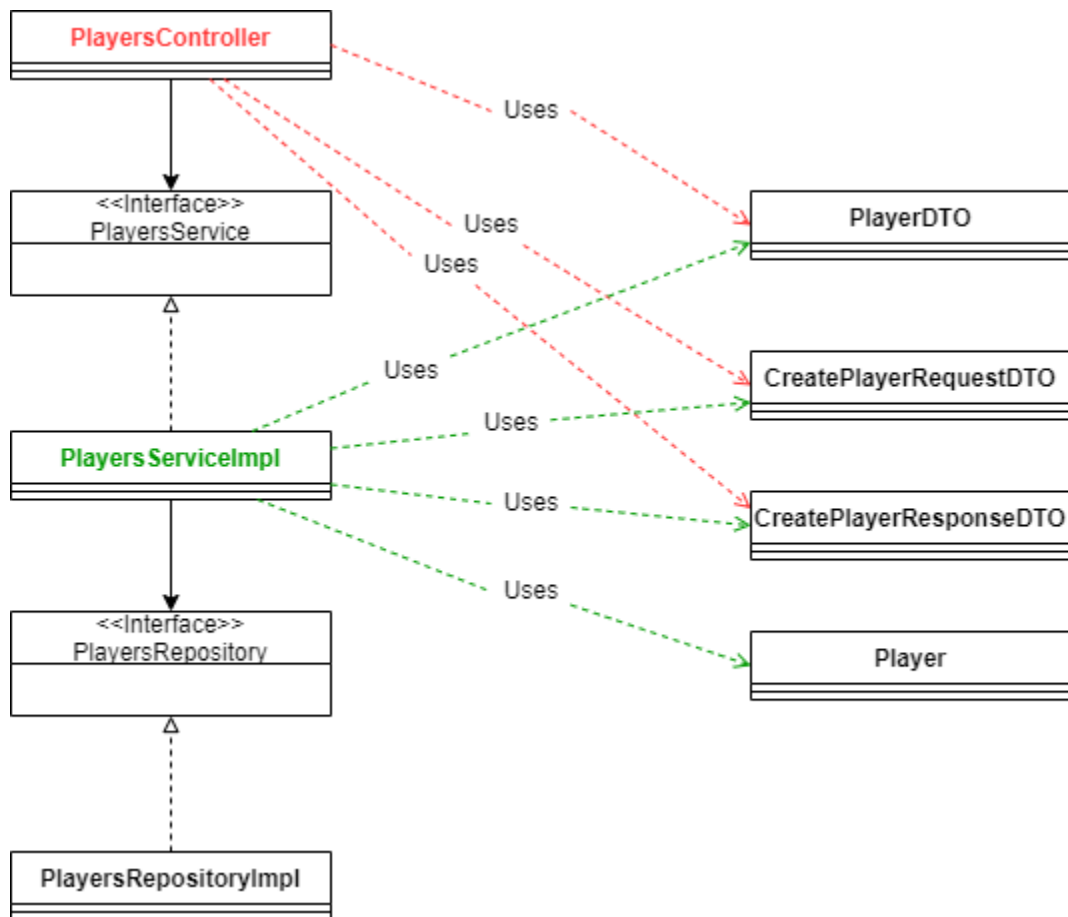 PlayersController
Uses
<<Interface>>
PlayersService
Uses
PlayerDTO
Uses
Uses
CreatePlayerRequestDTO
Uses
PlayersServiceImpl
Uses
CreatePlayerResponseDTO
Uses
<<Interface>>
PlayersRepository
Player
PlayersRepositoryImpl